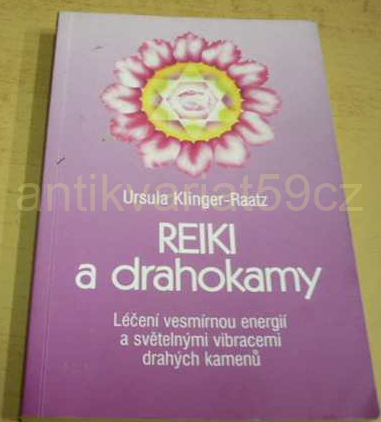 antikvariat59cz
Ursula Klinger-Raatz
REIKI
a drahokamy
Léčení vesmírnou energií
a světelnými vibracemi
drahých kamenů